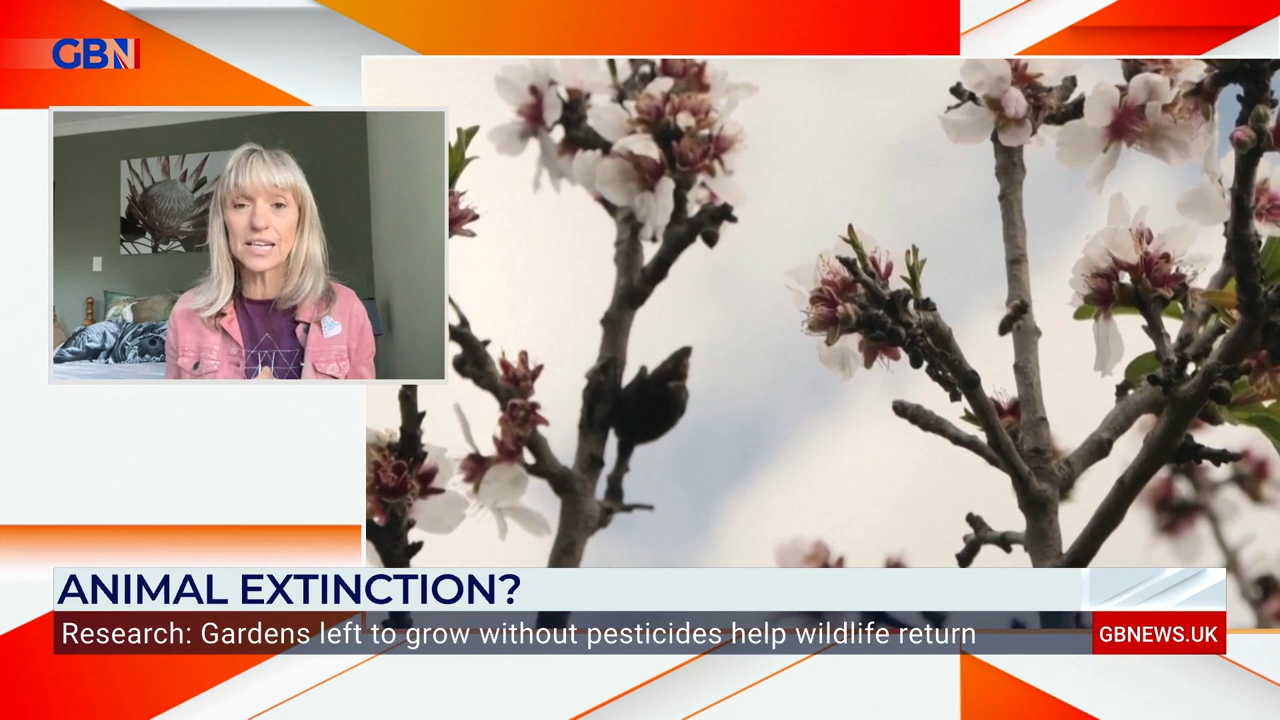 GBN
ANIMAL EXTINCTION?
Research: Gardens left to grow without pesticides help wildlife return
GBNEWS.UK